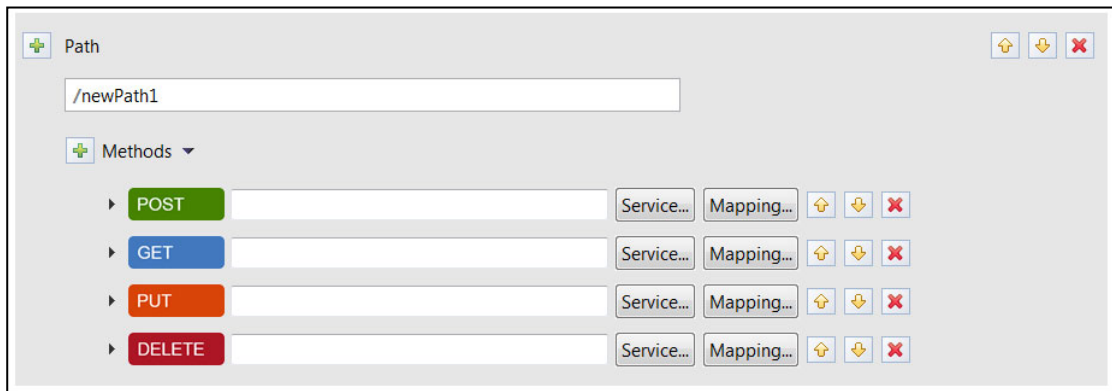 Path
/newPath1
Methods
POST Service... Mapping...
GET Service... Mapping...
PUT Service... Mapping...
DELETE Service... Mapping...